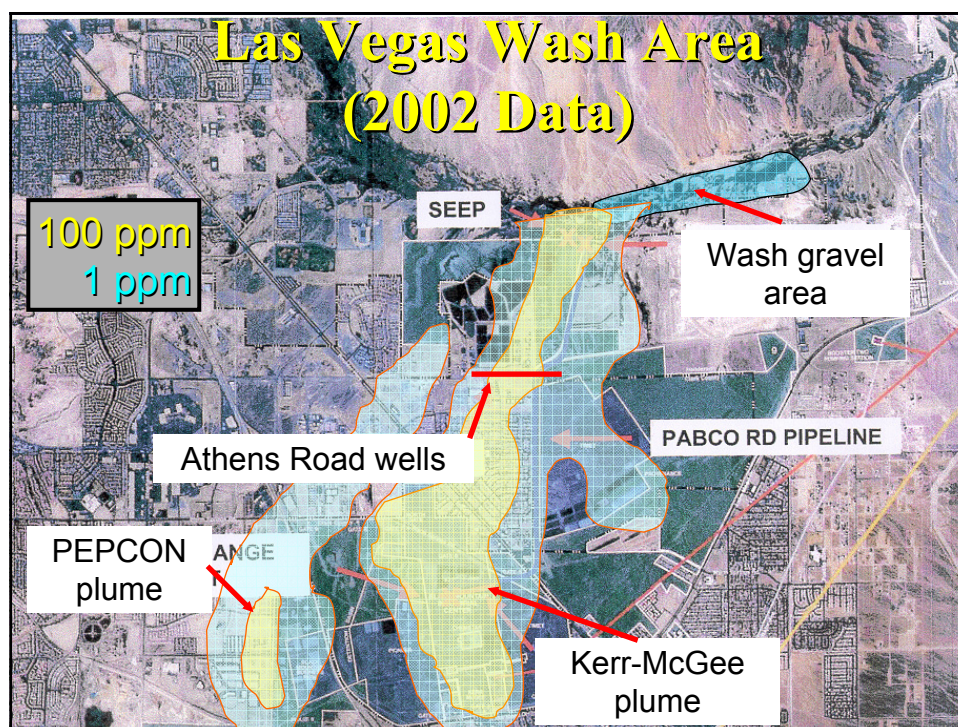 Las Vegas Wash Area
(2002 Data)
SEEP
100 ppm
1 ppm
Wash gravel
area
Athens Road wells
PABCO RD PIPELINE
PEPCON
plume
ANGE
Kerr-McGee
plume